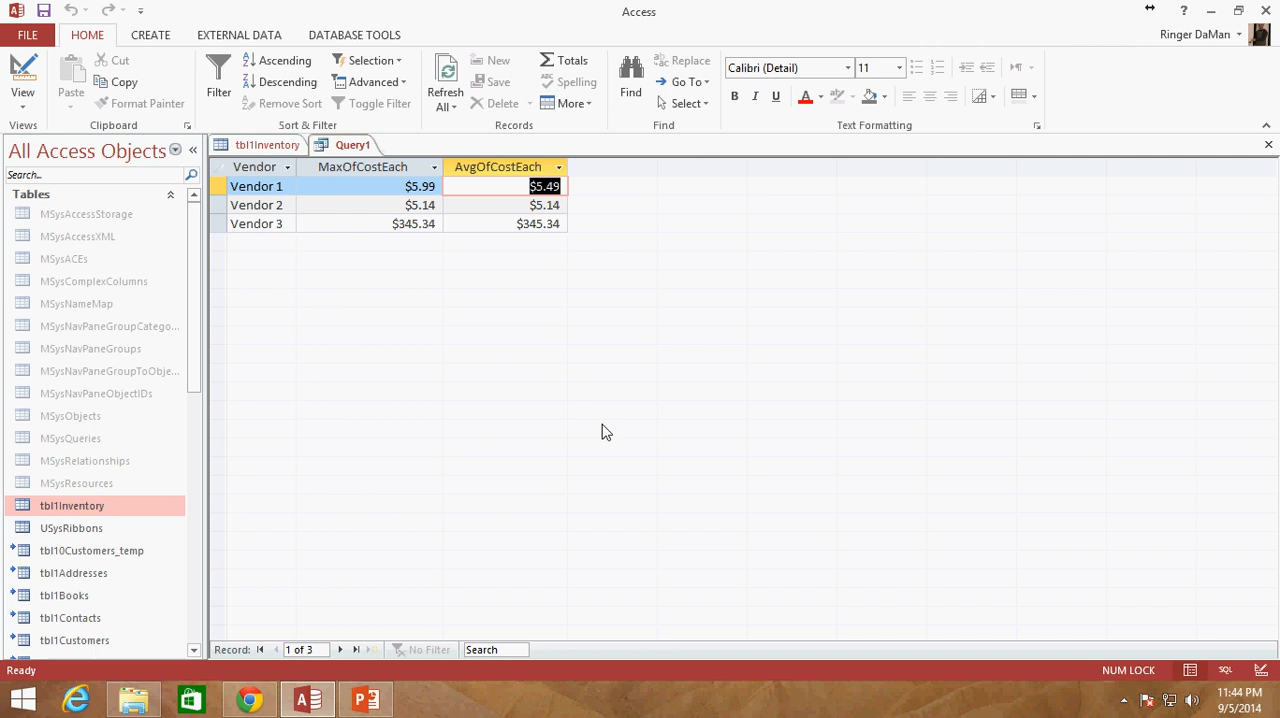 Access
Ringer DaMan
FILE HOME CREATE EXTERNAL DATA DATABASE TOOLS
View
Views
Paste
Cut
Copy
Format Painter
Clipboard
Filter
Ascending
Descending
Remove Sort
Selection
Advanced
Toggle Filter
Sort & Filter
Refresh
All
New
Save
Delete
Totals
Spelling
More
Records
Find
Replace
Go To
Select
Find
Calibri (Detail) 11
B I U A
Text Formatting
All Access Objects
Search...
Tables
MSysAccessStorage
MSysAccessXML
MSysACEs
MSysComplexColumns
MSysNameMap
MSysNavPaneGroupCatego...
MSysNavPaneGroups
MSysNavPaneGroupToObje...
MSysNavPaneObjectIDs
MSysObjects
MSysQueries
MSysRelationships
MSysResources
tbl1Inventory
USysRibbons
tbl10Customers_temp
tbl1Addresses
tbl1Books
tbl1Contacts
tbl1Customers
tbl1Inventory Query1
Vendor MaxOfCostEach AvgOfCostEach
Vendor 1 $5.99 $5.49
Vendor 2 $5.14 $5.14
Vendor 3 $345.34 $345.34
Record: 1 of 3 No Filter Search
Ready
NUM LOCK SQL
11:44 PM
9/5/2014